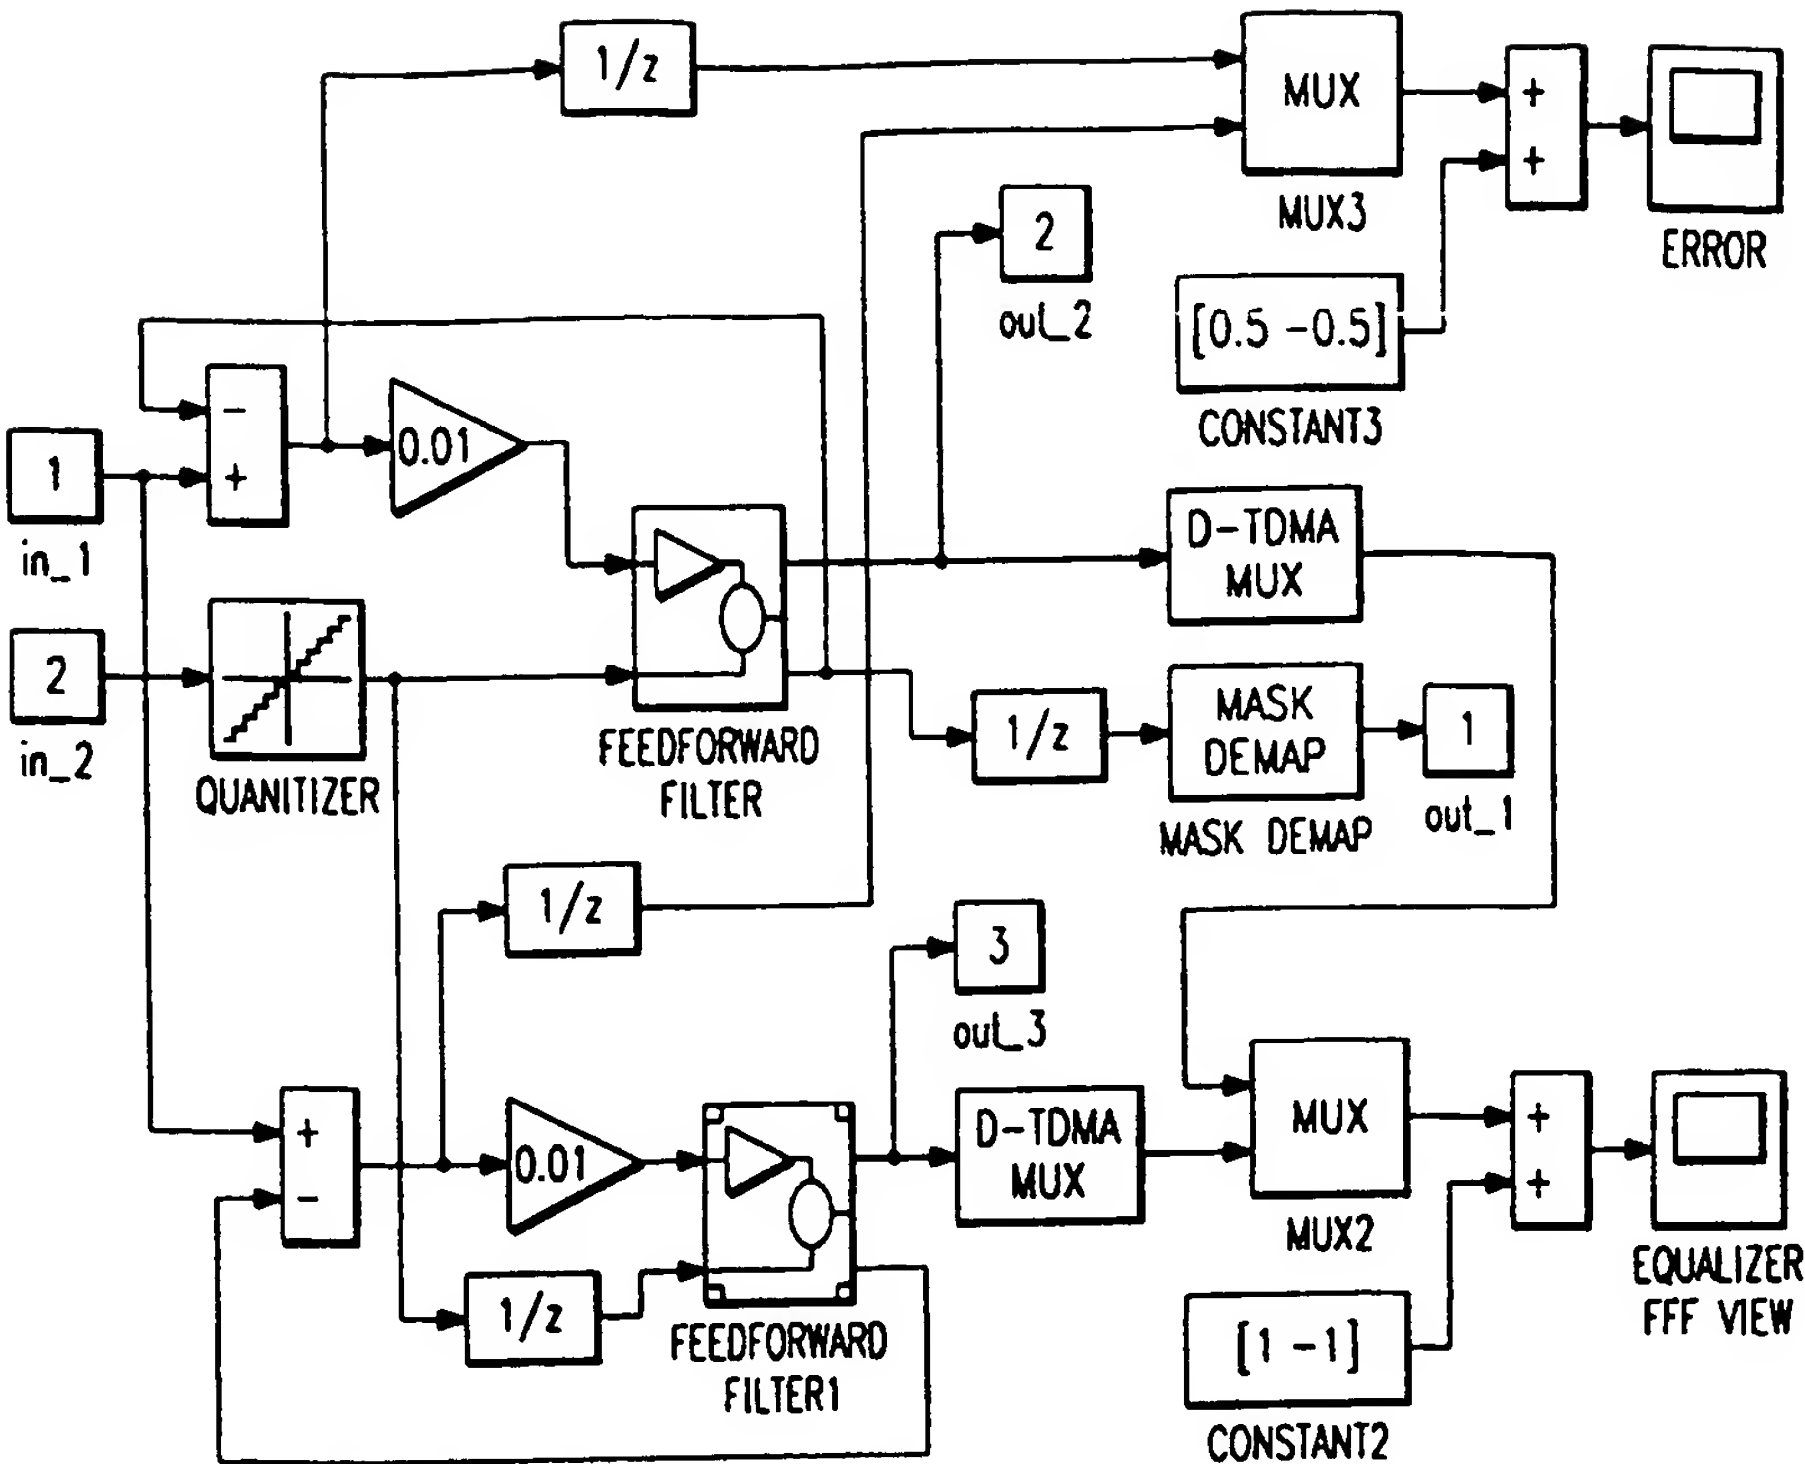 1/z
MUX
MUX3
+
+
ERROR
2
out_2
[0.5 -0.5]
CONSTANT3
-
+
0.01
1
in_1
D-TDMA
MUX
2
in_2
QUANITIZER
FEEDFORWARD
FILTER
1/z
MASK
DEMAP
MASK DEMAP
1
out_1
1/z
3
out_3
+
-
0.01
1/z
FEEDFORWARD
FILTER1
D-TDMA
MUX
MUX
MUX2
+
+
EQUALIZER
FFF VIEW
[1 -1]
CONSTANT2